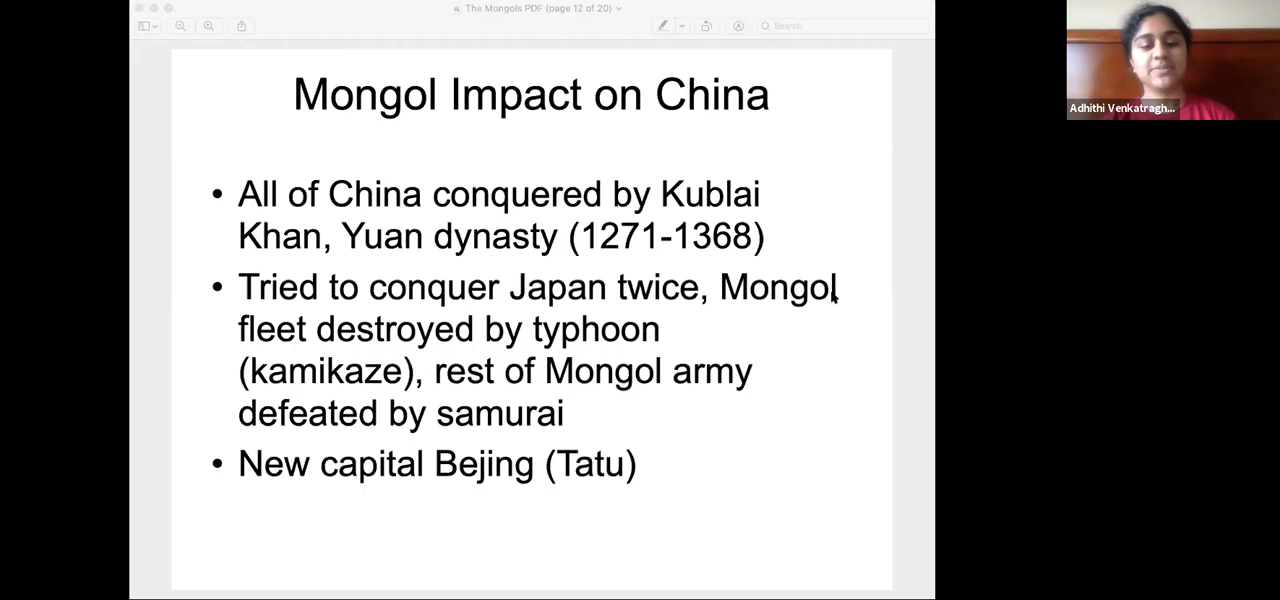 The Mongols PDF (page 12 of 20)
Search
Adhithi Venkatragh...
Mongol Impact on China
• All of China conquered by Kublai
Khan, Yuan dynasty (1271-1368)
• Tried to conquer Japan twice, Mongol
fleet destroyed by typhoon
(kamikaze), rest of Mongol army
defeated by samurai
• New capital Bejing (Tatu)